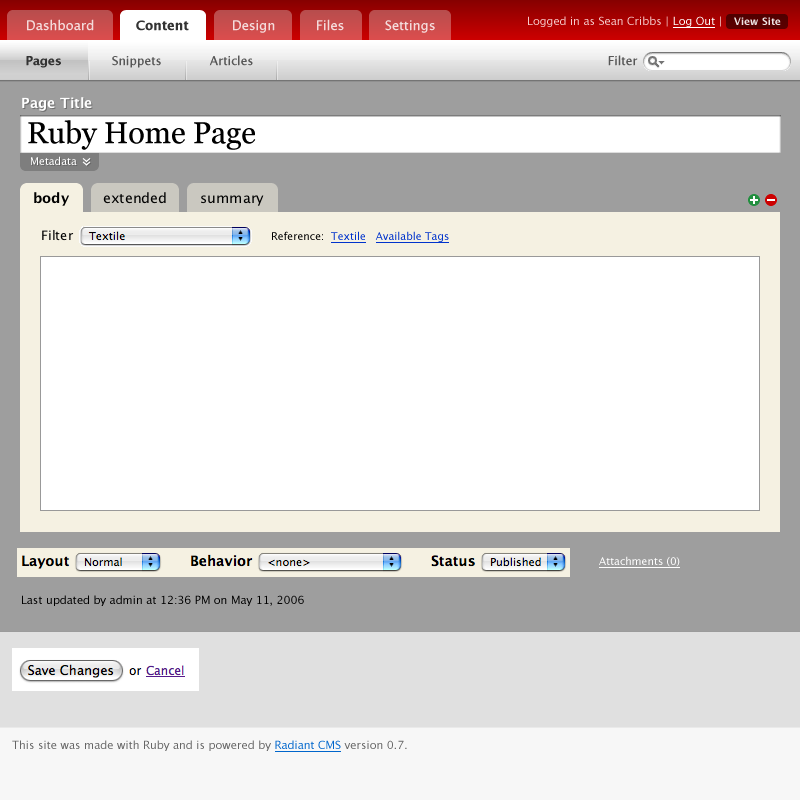 Dashboard Content Design Files Settings Logged in as Sean Cribbs | Log Out | View Site
Pages Snippets Articles Filter
Page Title
Ruby Home Page
Metadata
body extended summary
Filter Textile Reference: Textile Available Tags
Layout Normal Behavior <none> Status Published Attachments (0)
Last updated by admin at 12:36 PM on May 11, 2006
Save Changes or Cancel
This site was made with Ruby and is powered by Radiant CMS version 0.7.